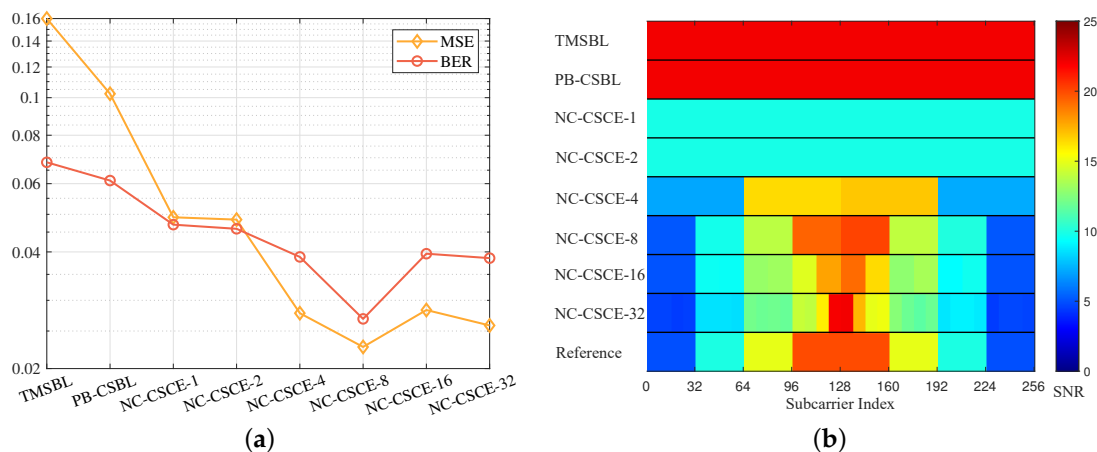 0.16
0.14
0.12
0.1
0.08
0.06
0.04
0.02
MSE
BER
TMSBL
PB-CSBL
NC-CSCE-1
NC-CSCE-2
NC-CSCE-4
NC-CSCE-8
NC-CSCE-16
NC-CSCE-32
(a)
TMSBL
PB-CSBL
NC-CSCE-1
NC-CSCE-2
NC-CSCE-4
NC-CSCE-8
NC-CSCE-16
NC-CSCE-32
Reference
0 32 64 96 128 160 192 224 256
Subcarrier Index
25
20
15
10
5
0
SNR
(b)